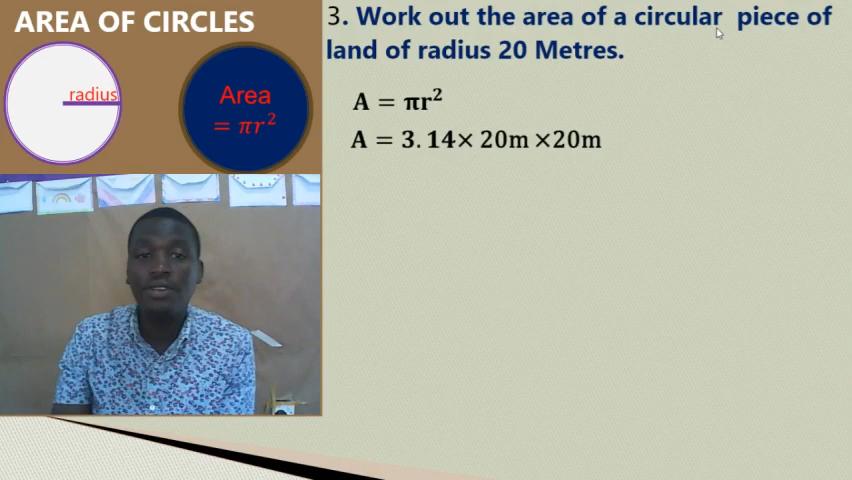 AREA OF CIRCLES
radius
Area
= πr²
3. Work out the area of a circular piece of
land of radius 20 Metres.
A = πr²
A = 3.14× 20m ×20m